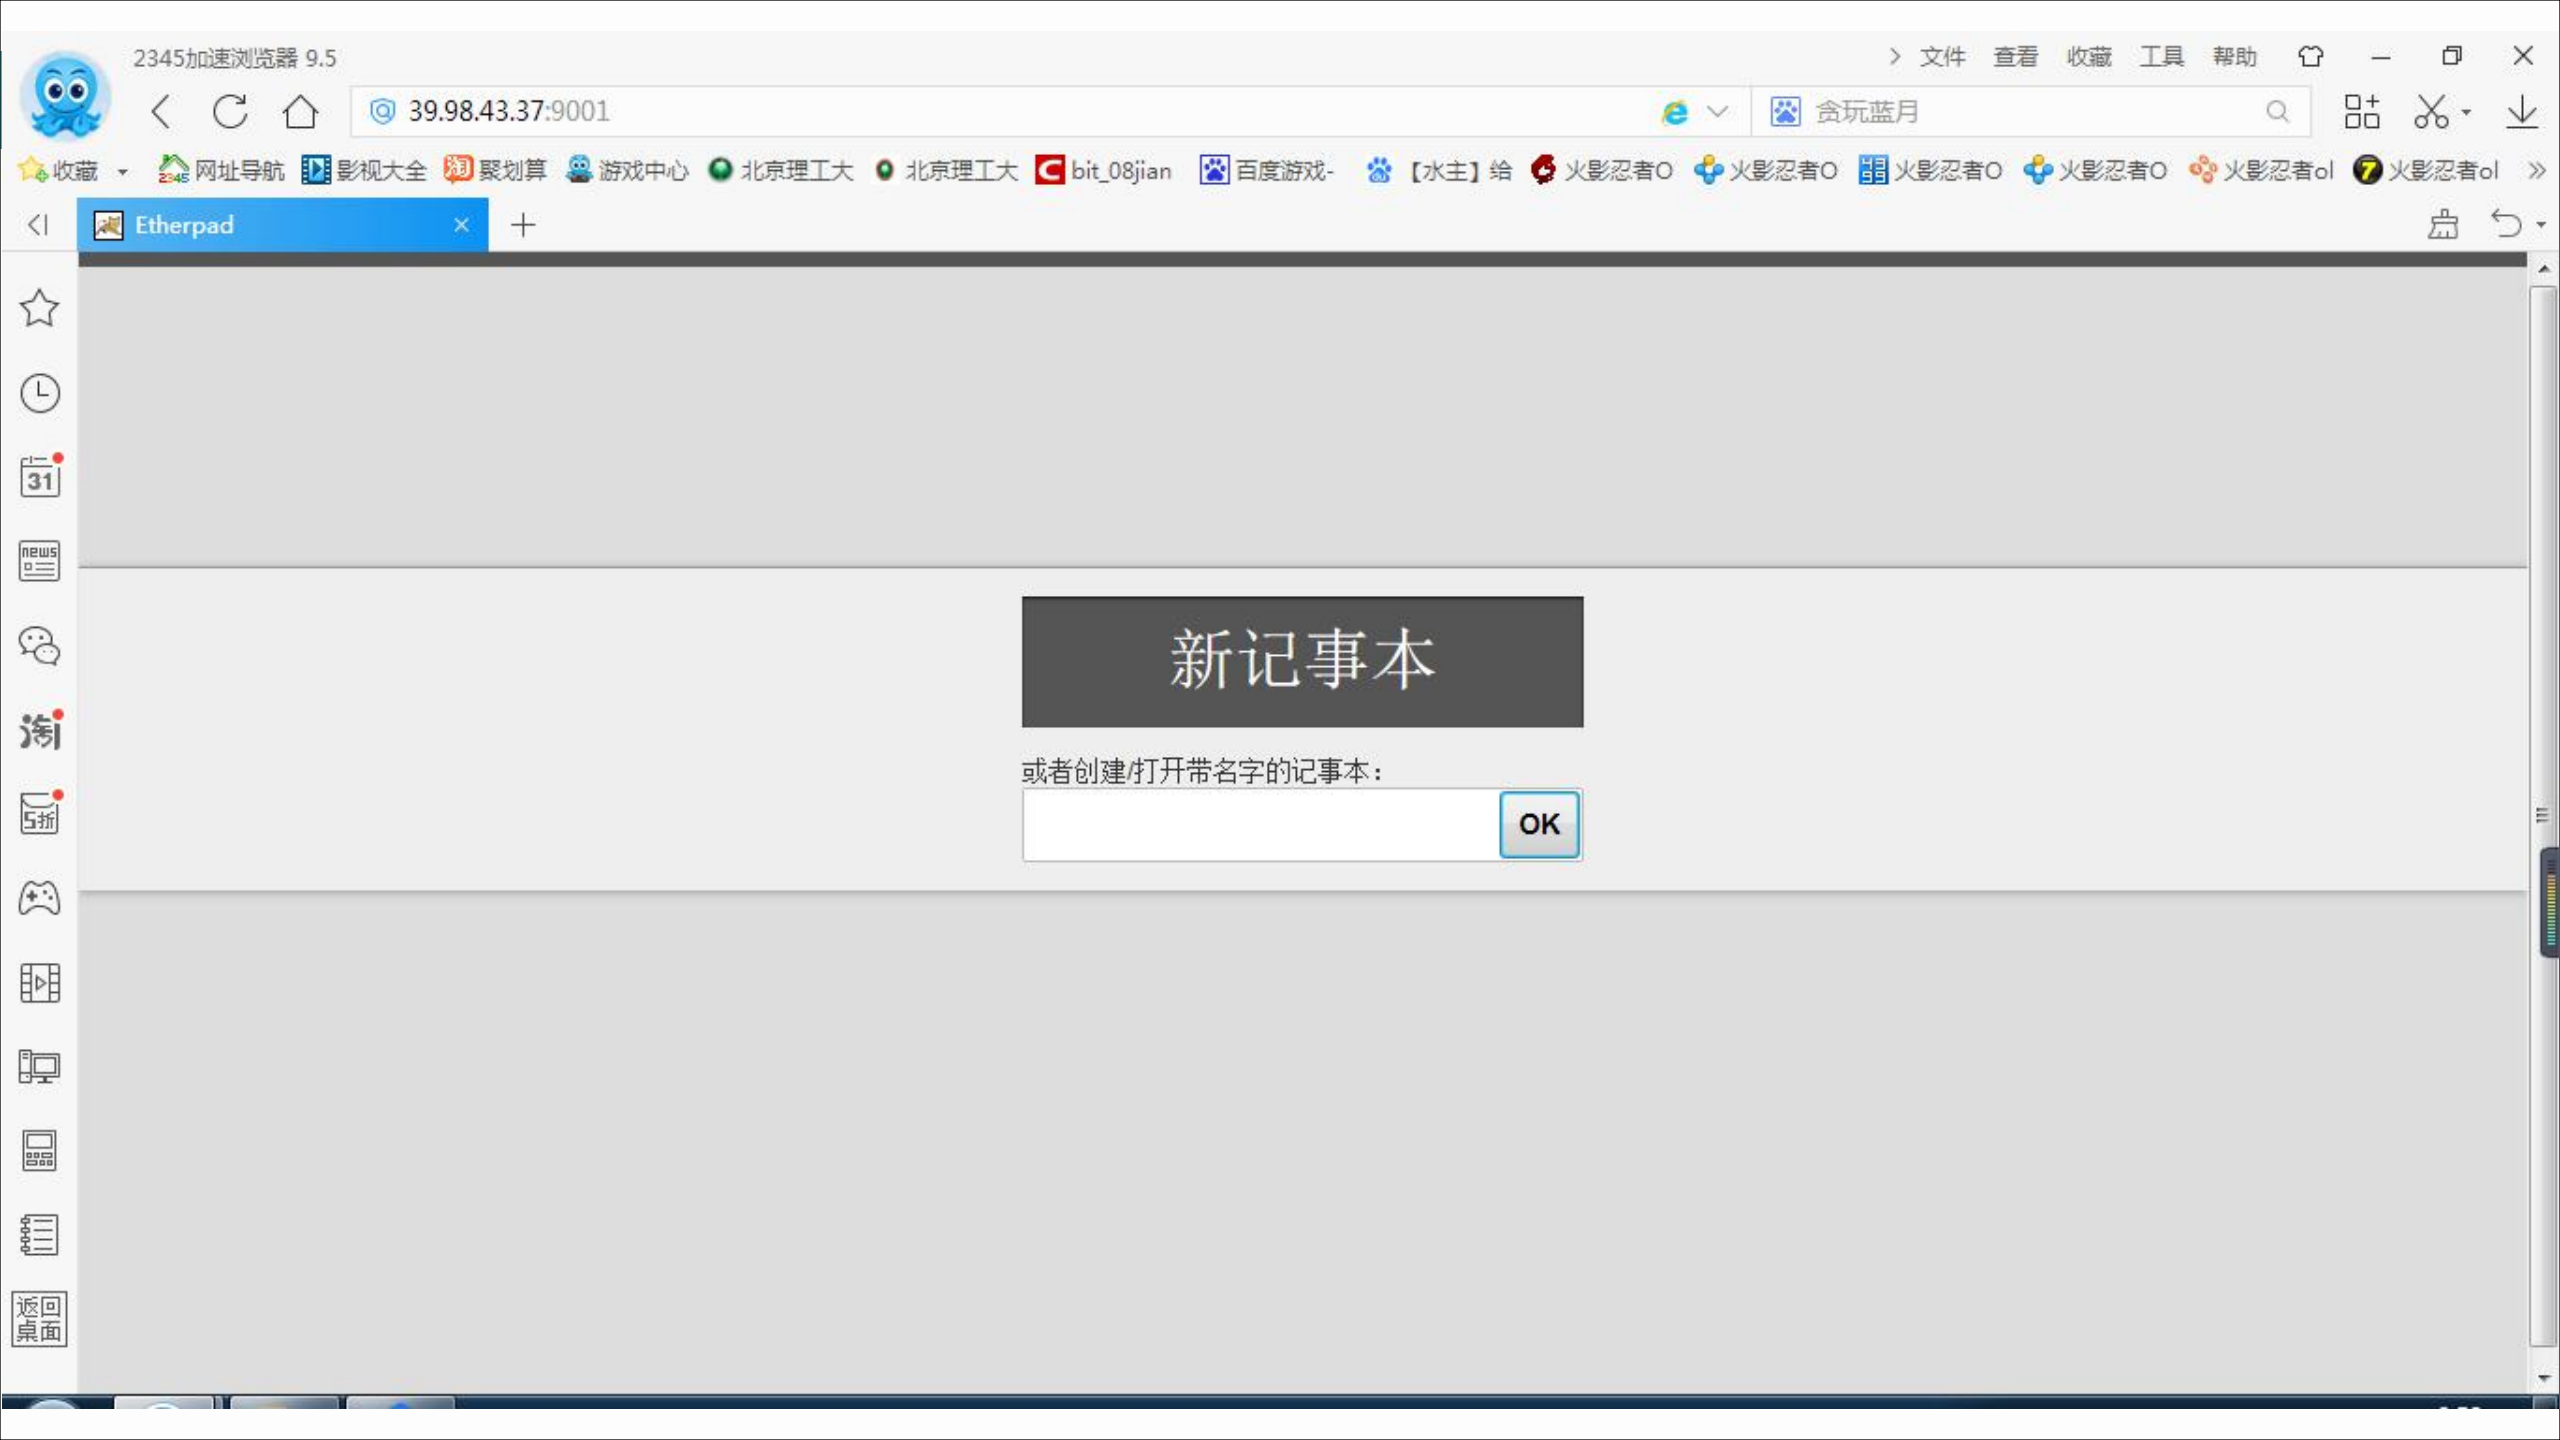 2345加速浏览器 9.5
文件 查看 收藏 工具 帮助
39.98.43.37:9001
贪玩蓝月
收藏 网址导航 影视大全 聚划算 游戏中心 北京理工大 北京理工大 bit_08jian 百度游戏- 【水主】给 火影忍者O 火影忍者O 火影忍者O 火影忍者O 火影忍者ol 火影忍者ol
Etherpad
31
news
新记事本
淘
或者创建/打开带名字的记事本：
5折
OK
返回
桌面